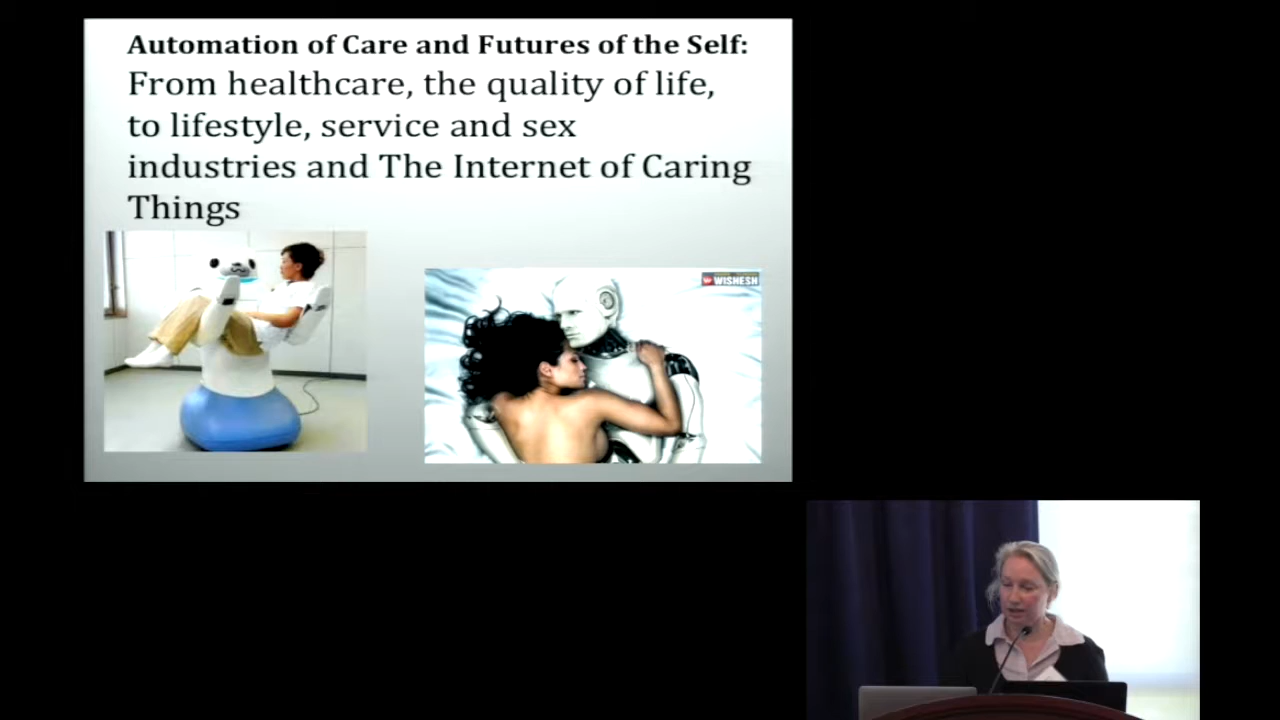 Automation of Care and Futures of the Self:
From healthcare, the quality of life,
to lifestyle, service and sex
industries and The Internet of Caring
Things
WISHESH